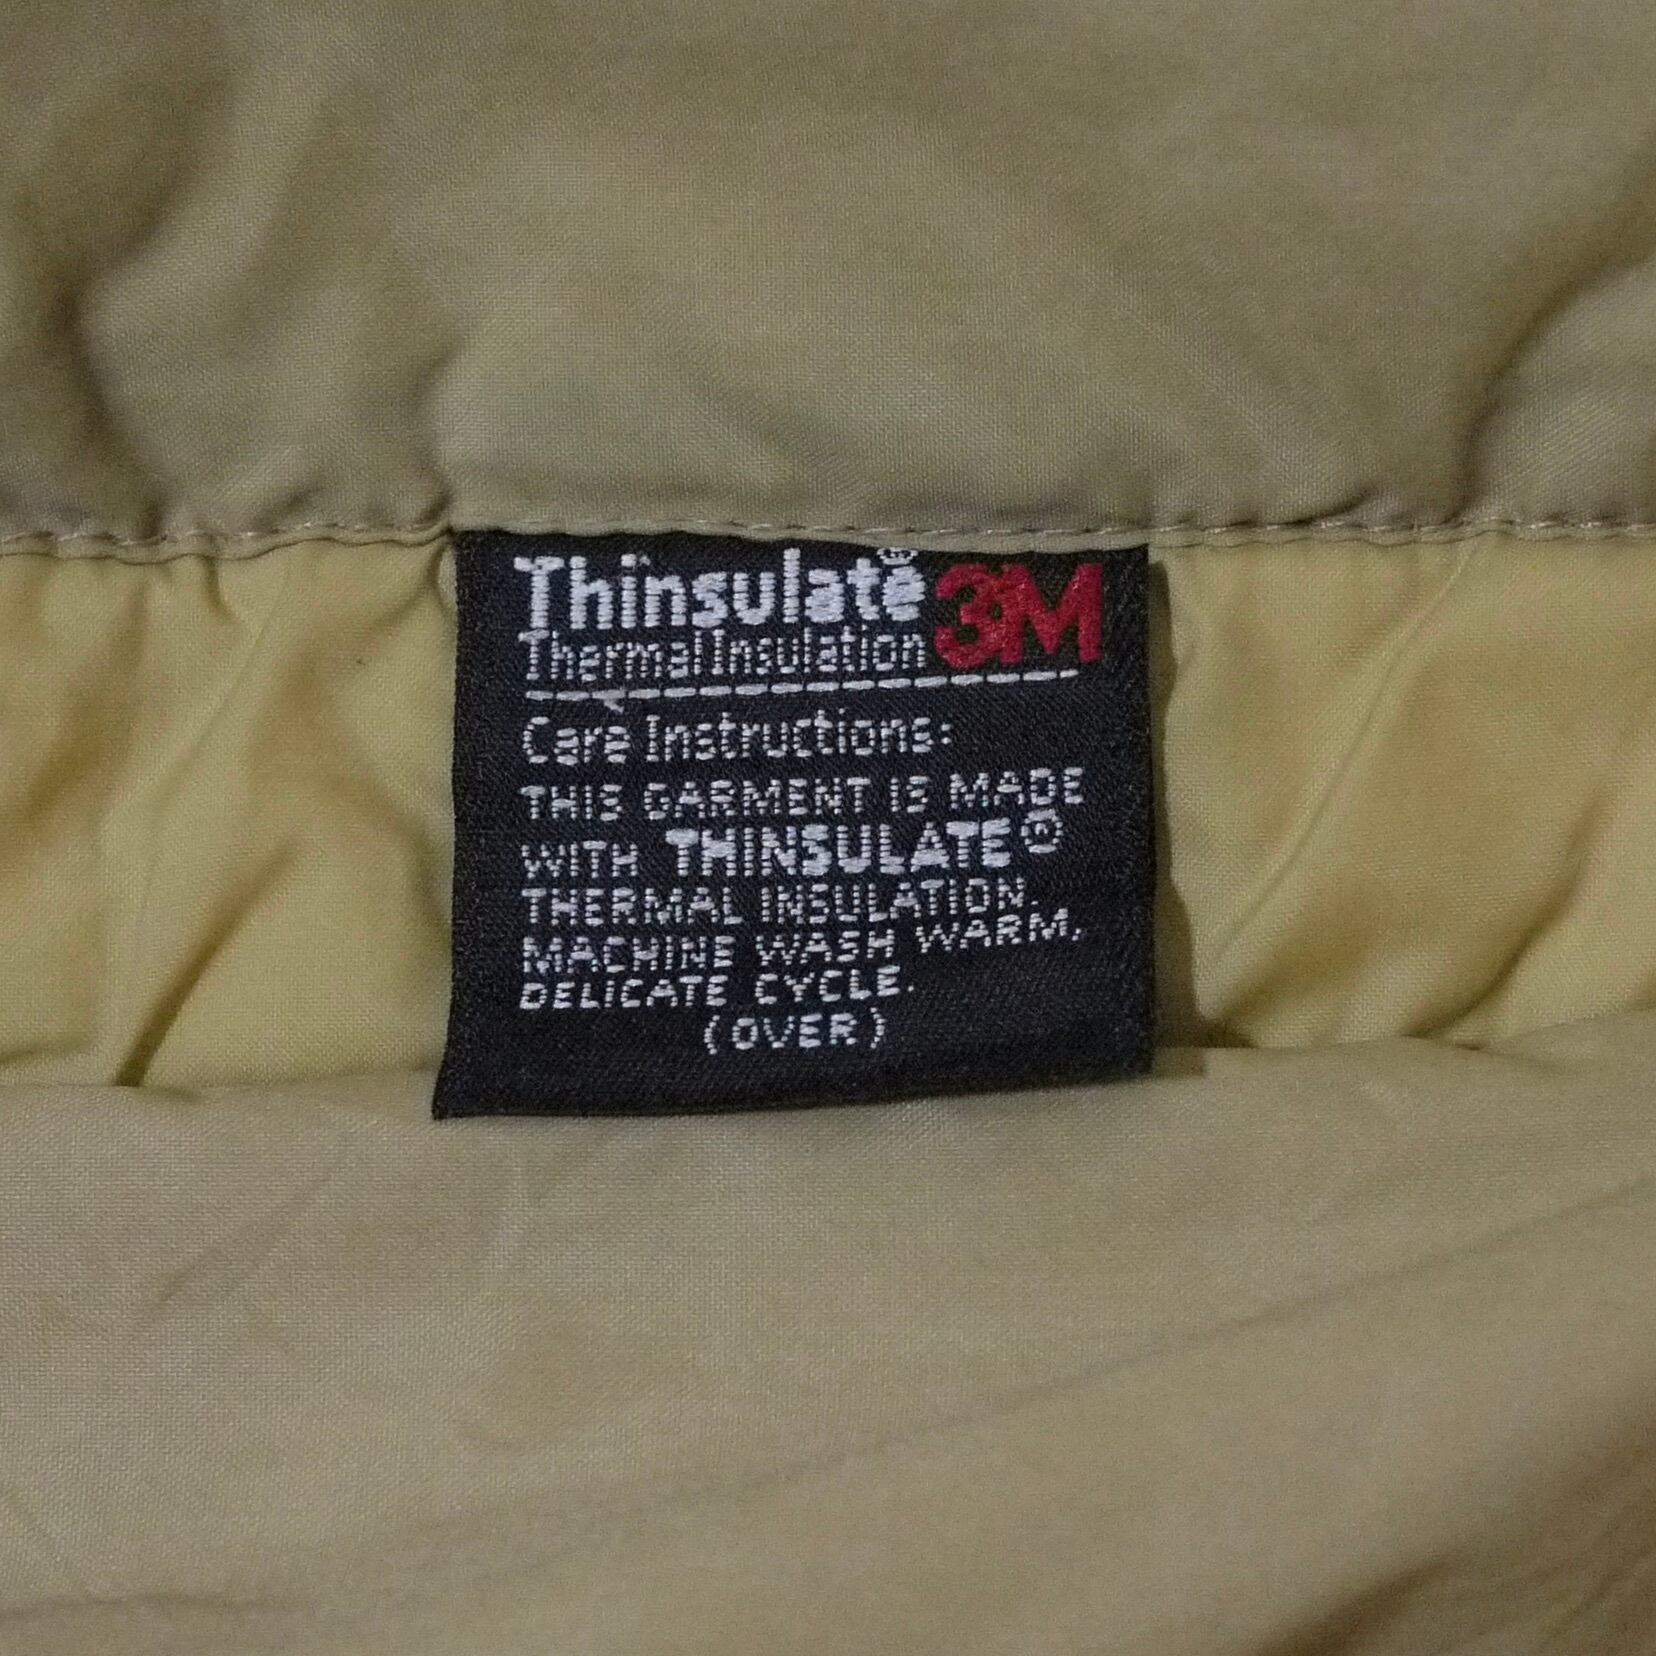 Thinsulate® 3M
Thermal Insulation
Care Instructions:
THIS GARMENT IS MADE
WITH THINSULATE®
THERMAL INSULATION.
MACHINE WASH WARM,
DELICATE CYCLE.
(OVER)